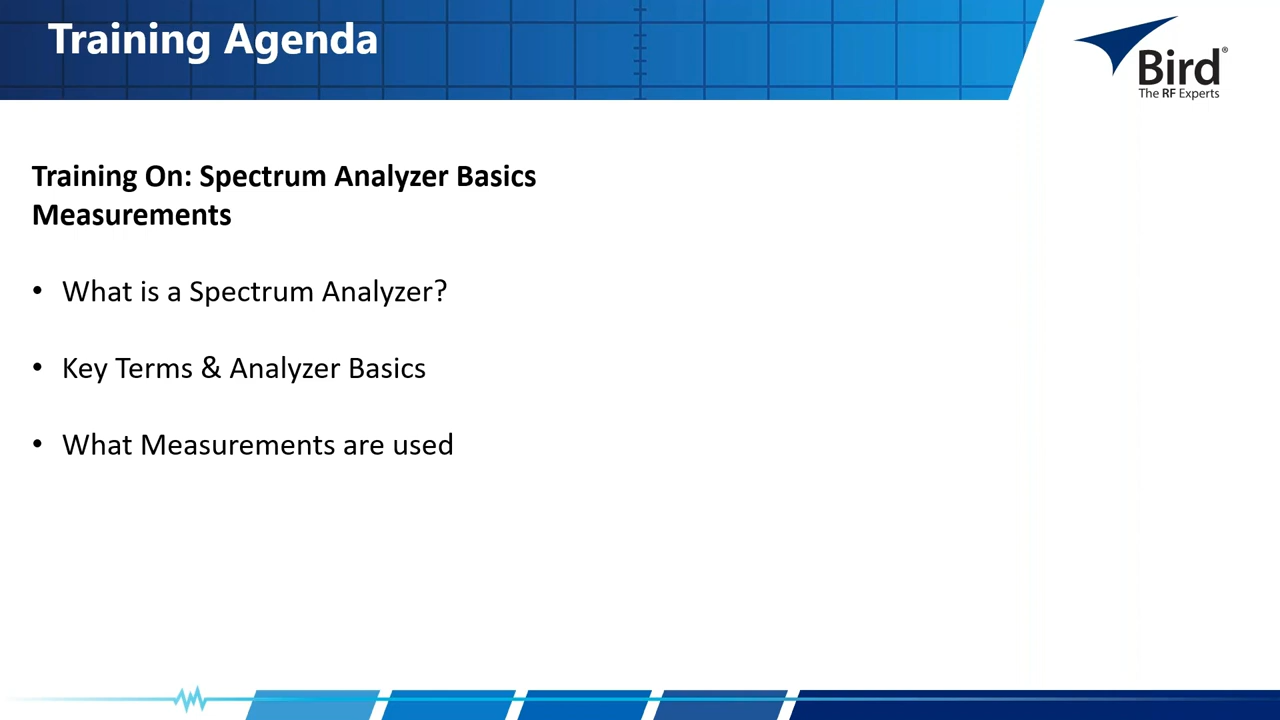 Training Agenda
Bird®
The RF Experts
Training On: Spectrum Analyzer Basics
Measurements
• What is a Spectrum Analyzer?
• Key Terms & Analyzer Basics
• What Measurements are used